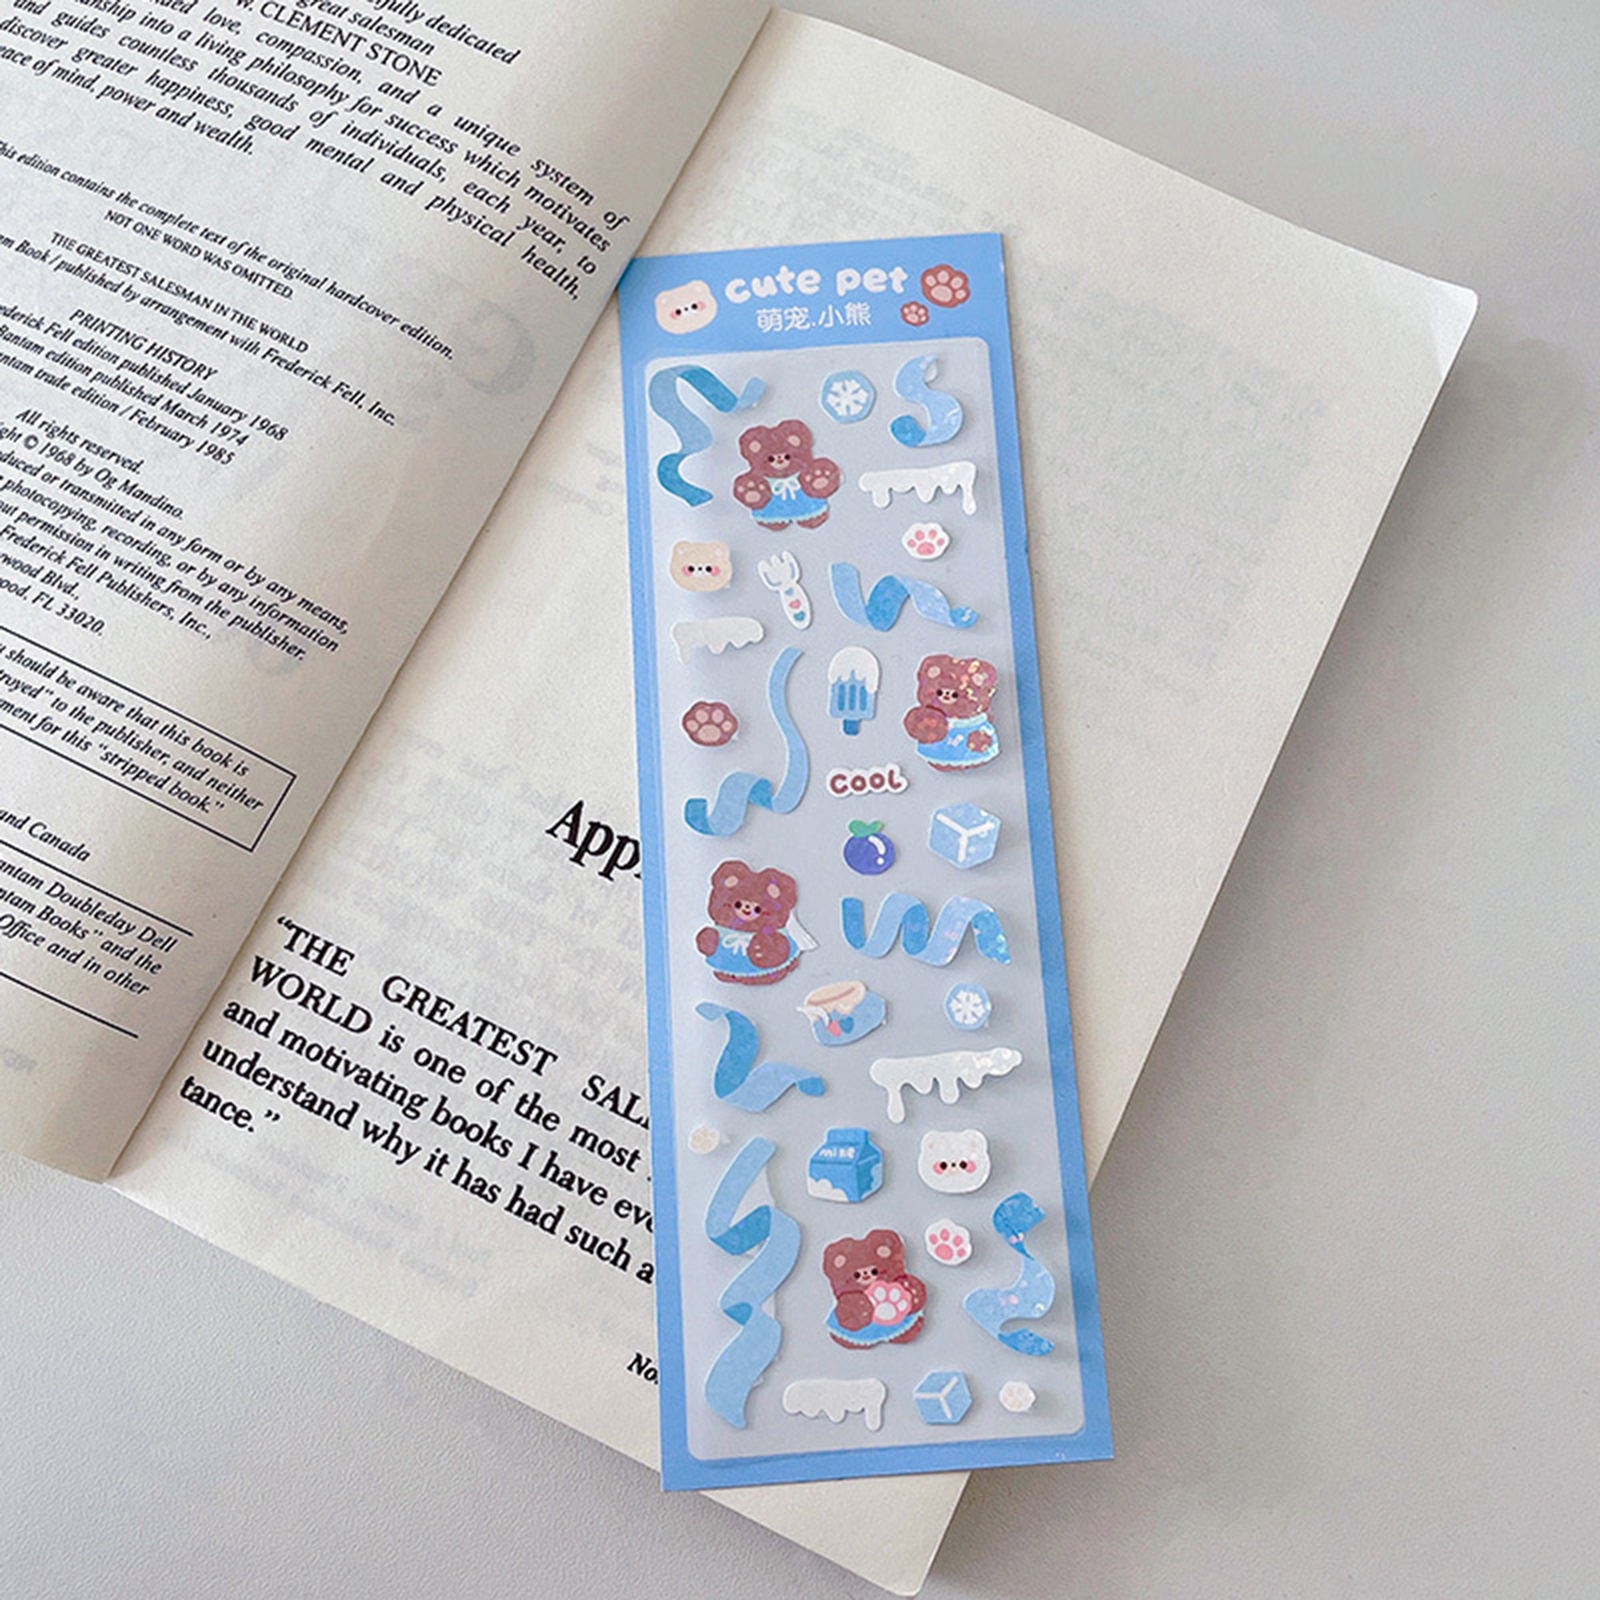 fully dedicated
great salesman
W. CLEMENT STONE
love, compassion, and a unique system of
into a living philosophy for success which motivates
and guides countless thousands of individuals, each year, to
discover greater happiness, good mental and physical health,
of mind, power and wealth.
This edition contains the complete text of the original hardcover edition.
NOT ONE WORD WAS OMITTED.
THE GREATEST SALESMAN IN THE WORLD
Book / published by arrangement with Frederick Fell, Inc.
PRINTING HISTORY
Frederick Fell edition published January 1968
Bantam edition published March 1974
trade edition / February 1985
All rights reserved.
© 1968 by Og Mandino.
or transmitted in any form or by any means,
photocopying, recording, or by any information
permission in writing from the publisher.
Frederick Fell Publishers, Inc.,
Blvd.,
FL 33020.
should be aware that this book is
to the publisher, and neither
for this "stripped book."
and Canada
Bantam Doubleday Dell
Books" and the
Office and in other
"THE GREATEST
WORLD is one of the most
and motivating books I have
understand why it has had such a
tance."
cute pet
萌宠.小熊
COOL
milk